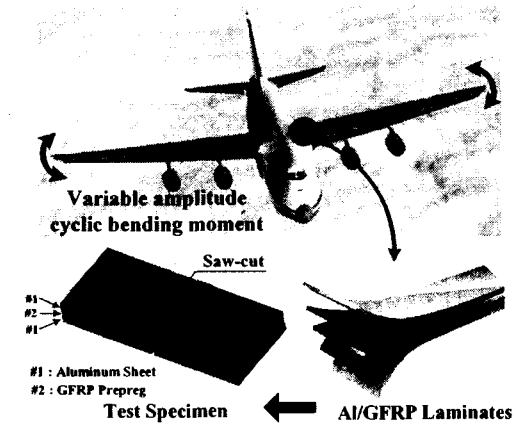 Variable amplitude
cyclic bending moment
Saw-cut
#1
#2
#1
#1 : Aluminum Sheet
#2 : GFRP Prepreg
Test Specimen
Al/GFRP Laminates